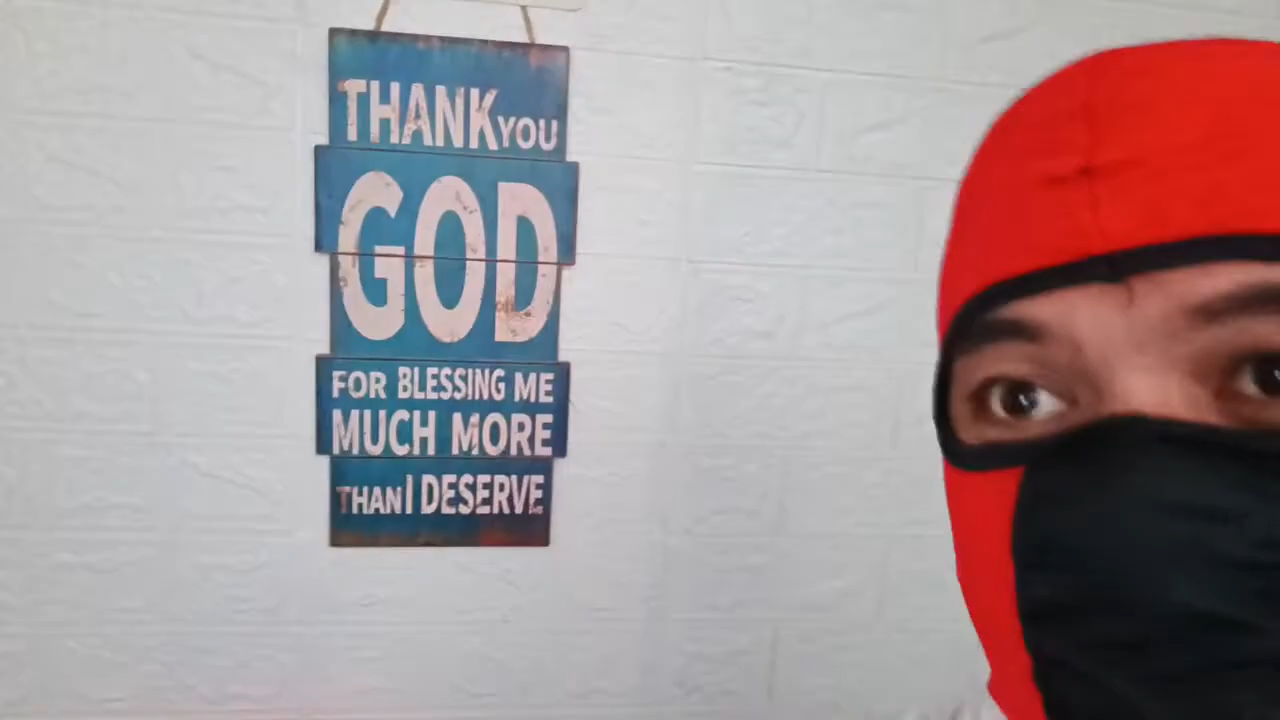 THANK YOU
GOD
FOR BLESSING ME
MUCH MORE
THAN I DESERVE